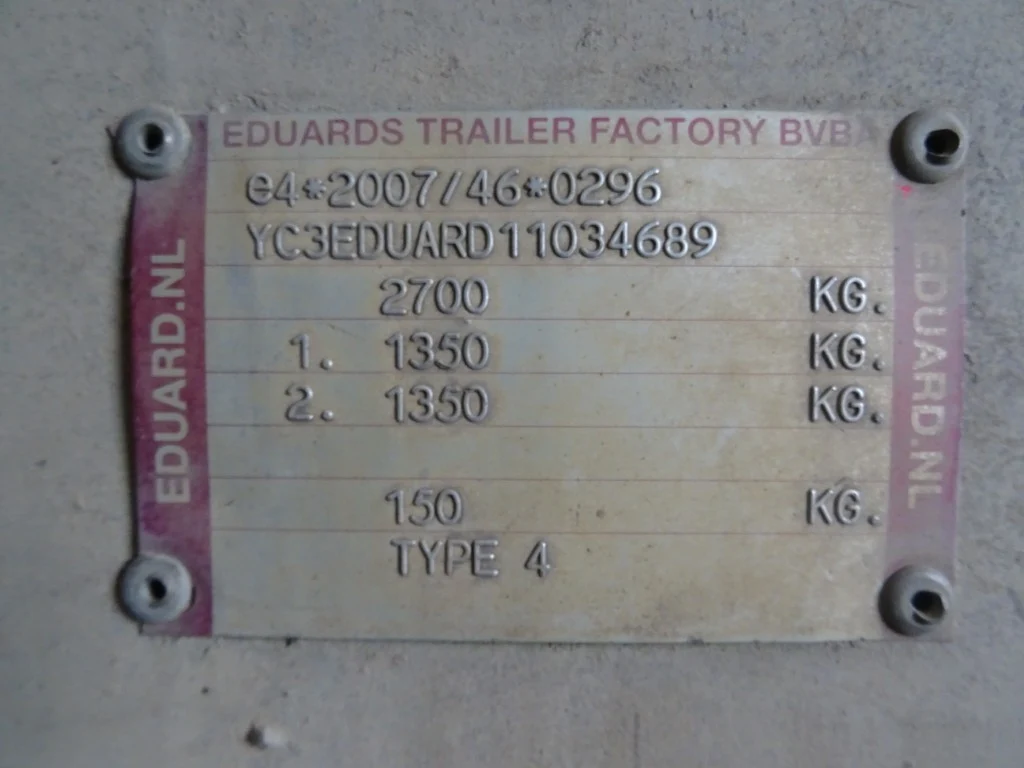 EDUARDS TRAILER FACTORY BVBA
e4*2007/46*0296
YC3EDUARD11034689
2700 KG.
1. 1350 KG.
2. 1350 KG.
150 KG.
TYPE 4
EDUARD.NL
EDUARD.NL